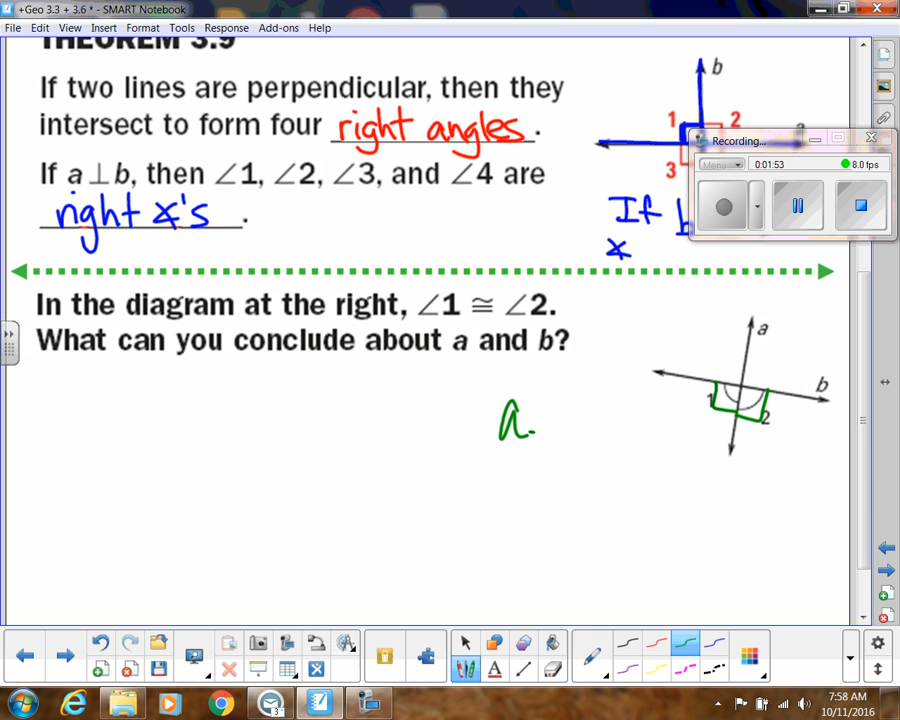 +Geo 3.3 + 3.6 * - SMART Notebook
File Edit View Insert Format Tools Response Add-ons Help
THEOREM 3.9
If two lines are perpendicular, then they
intersect to form four right angles.
If a ⊥ b, then ∠1, ∠2, ∠3, and ∠4 are
right ∡'s.
b
1 2
3
If b
∡
Recording...
Menu 0:01:53 8.0 fps
In the diagram at the right, ∠1 ≅ ∠2.
What can you conclude about a and b?
a
b
1
2
a
A
3
7:58 AM
10/11/2016